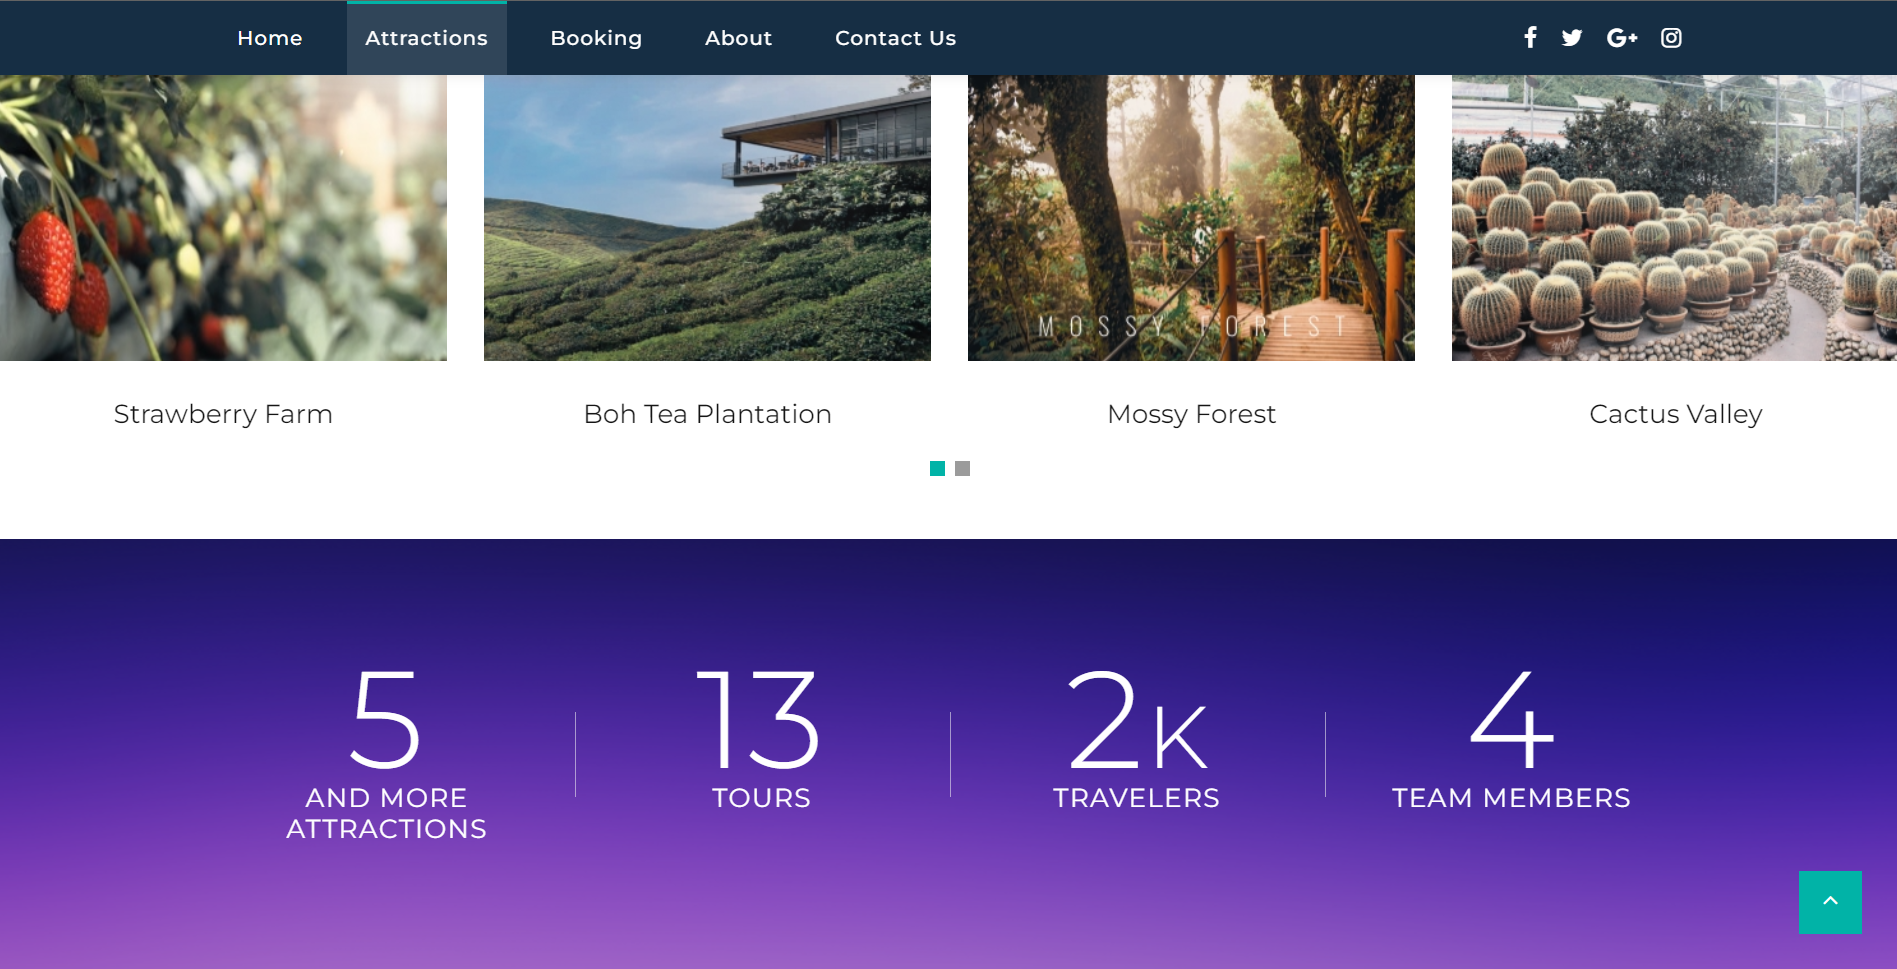 Home Attractions Booking About Contact Us
MOSSY FOREST
Strawberry Farm
Boh Tea Plantation
Mossy Forest
Cactus Valley
5
AND MORE
ATTRACTIONS
13
TOURS
2K
TRAVELERS
4
TEAM MEMBERS